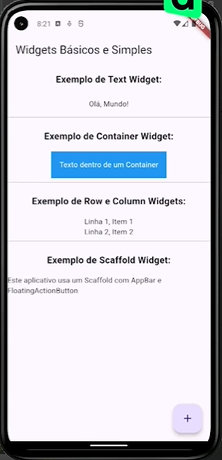 8:21
Widgets Básicos e Simples
Exemplo de Text Widget:
Olá, Mundo!
Exemplo de Container Widget:
Texto dentro de um Container
Exemplo de Row e Column Widgets:
Linha 1, Item 1
Linha 2, Item 2
Exemplo de Scaffold Widget:
Este aplicativo usa um Scaffold com AppBar e
FloatingActionButton
+